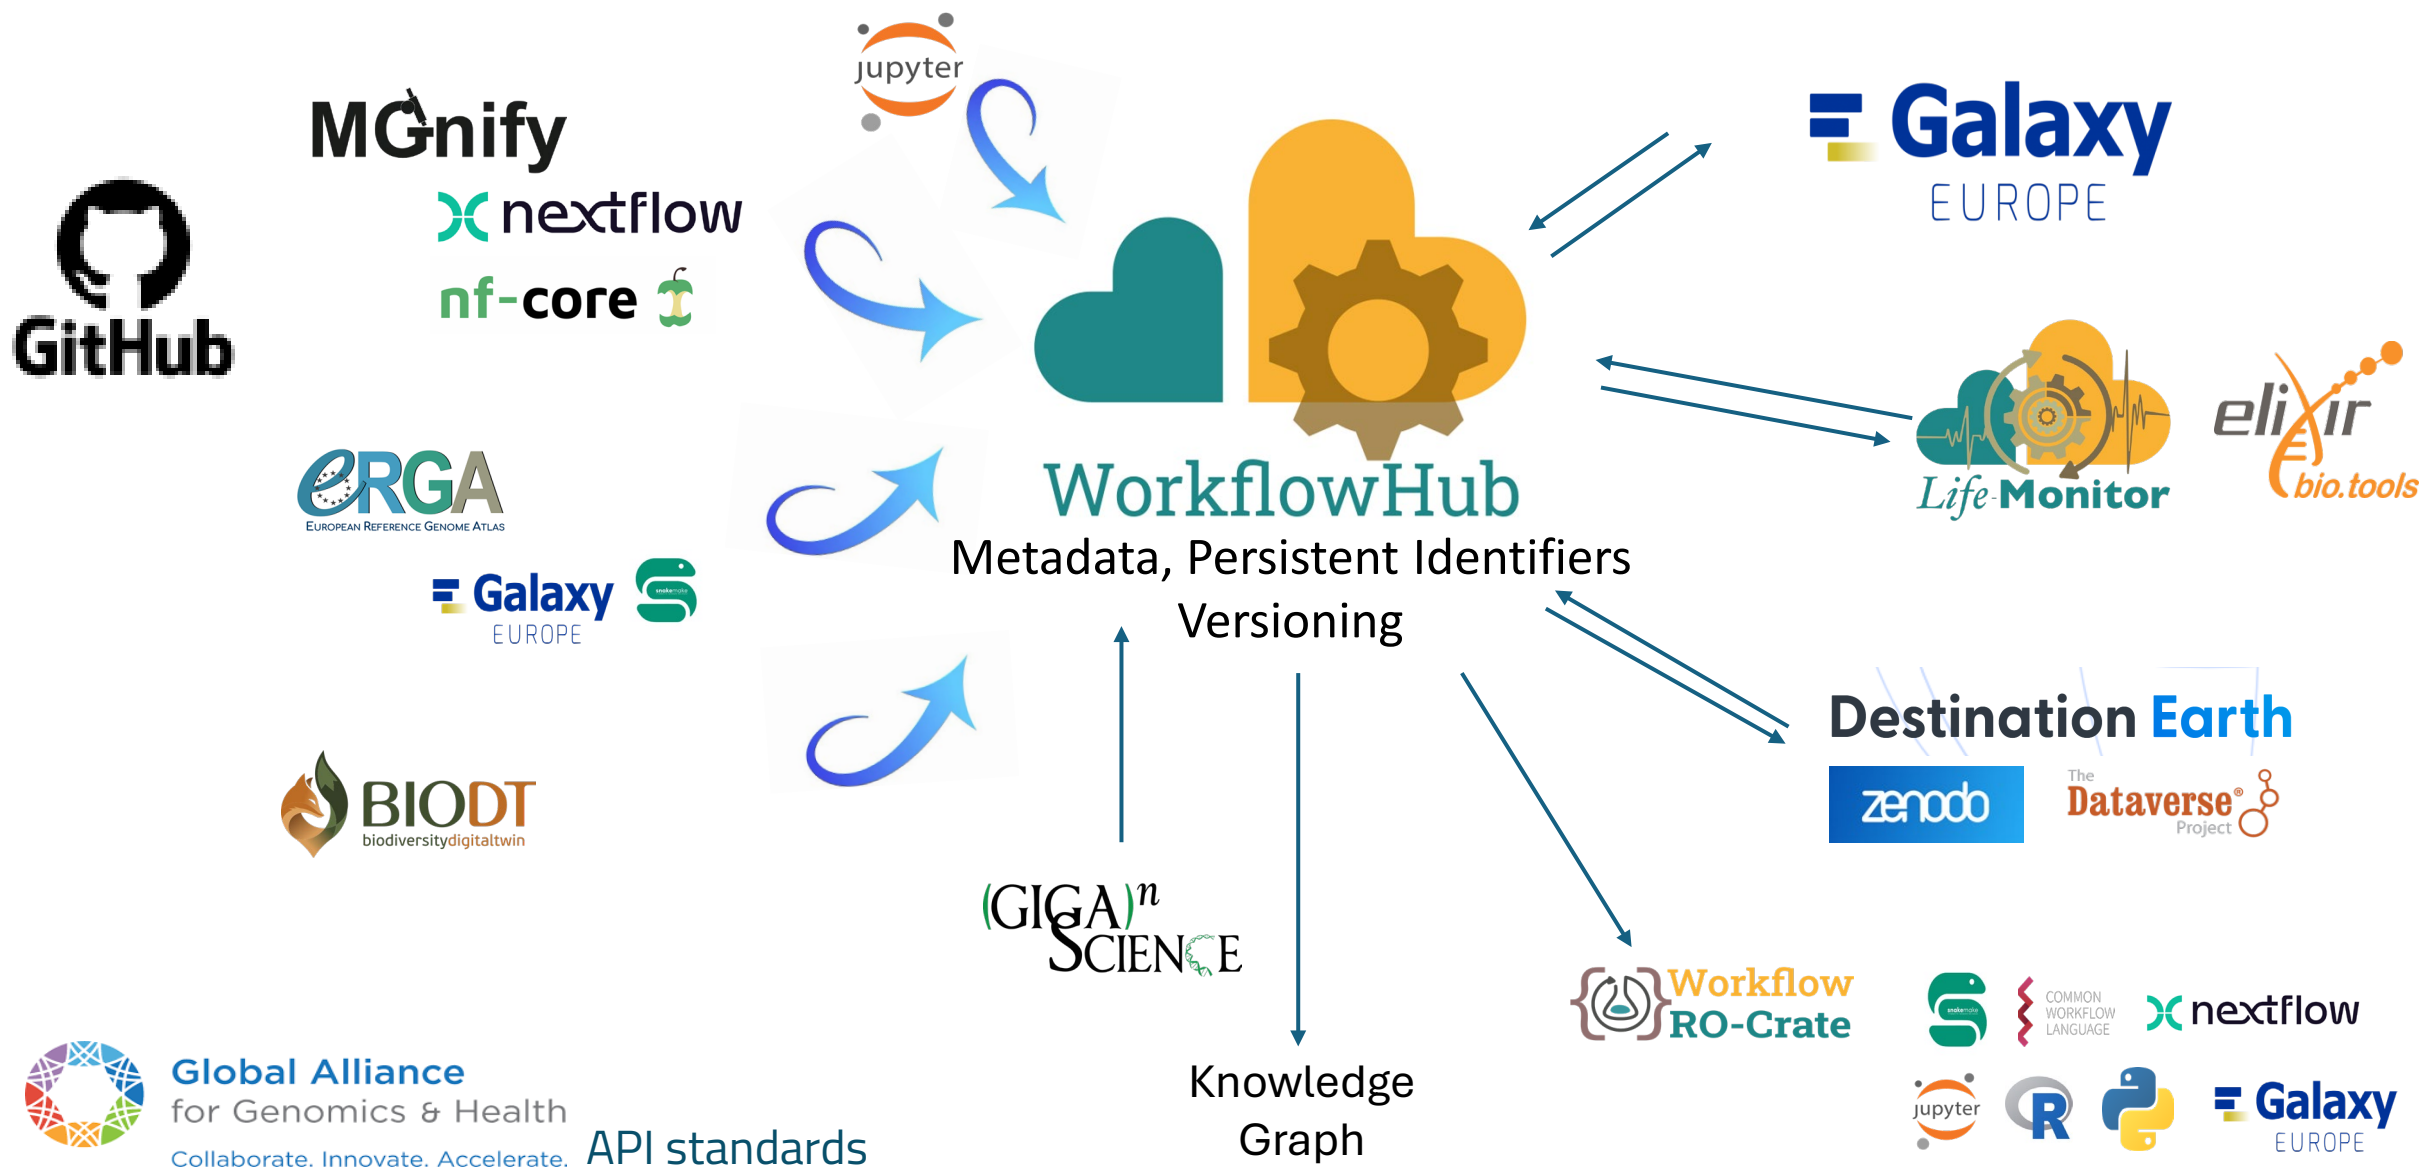 jupyter
MGnify
nextflow
nf-core
GitHub
eRGA
European Reference Genome Atlas
Galaxy
EUROPE
snakemake
BIODT
biodiversitydigitaltwin
Global Alliance
for Genomics & Health
Collaborate. Innovate. Accelerate.
API standards
WorkflowHub
Metadata, Persistent Identifiers
Versioning
(GIGA)n
SCIENCE
Knowledge
Graph
Galaxy
EUROPE
Life-Monitor
elixir
bio.tools
Destination Earth
zenodo
The
Dataverse®
Project
Workflow
RO-Crate
snakemake
COMMON
WORKFLOW
LANGUAGE
nextflow
jupyter
R
Galaxy
EUROPE